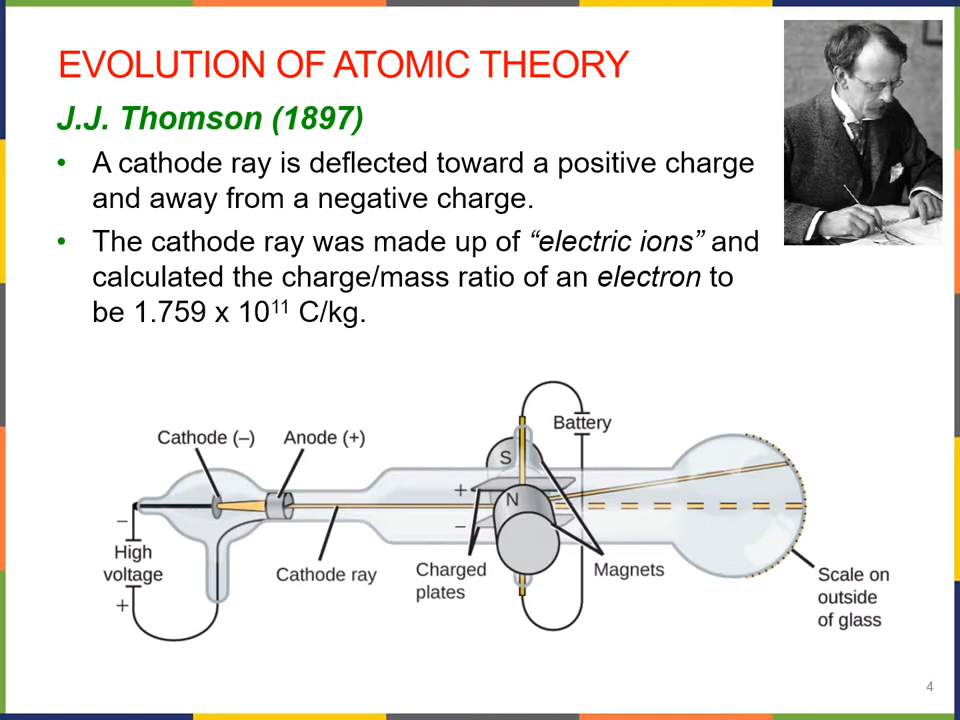 EVOLUTION OF ATOMIC THEORY
J.J. Thomson (1897)
• A cathode ray is deflected toward a positive charge
and away from a negative charge.
• The cathode ray was made up of “electric ions” and
calculated the charge/mass ratio of an electron to
be 1.759 x 10¹¹ C/kg.
Cathode (–)
Anode (+)
Battery
S
+
N
–
–
High
voltage
+
Cathode ray
Charged
plates
Magnets
Scale on
outside
of glass
4